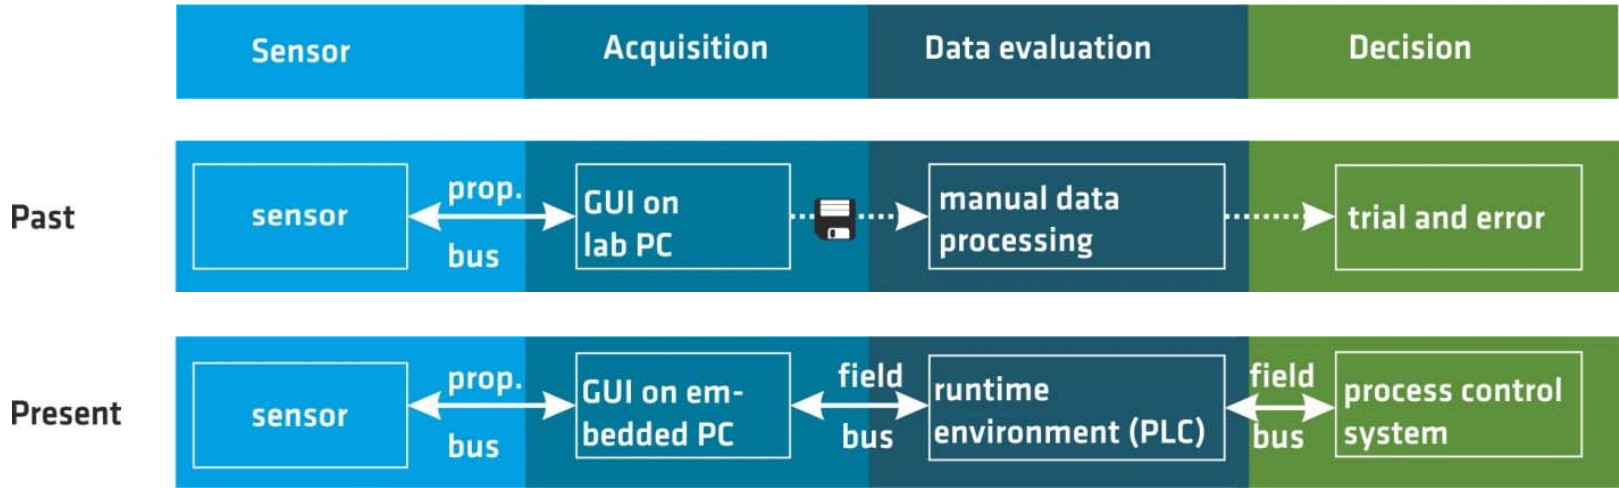 Sensor
Acquisition
Data evaluation
Decision
Past
sensor
prop.
bus
GUI on
lab PC
manual data
processing
trial and error
Present
sensor
prop.
bus
GUI on em-
bedded PC
field
bus
runtime
environment (PLC)
field
bus
process control
system